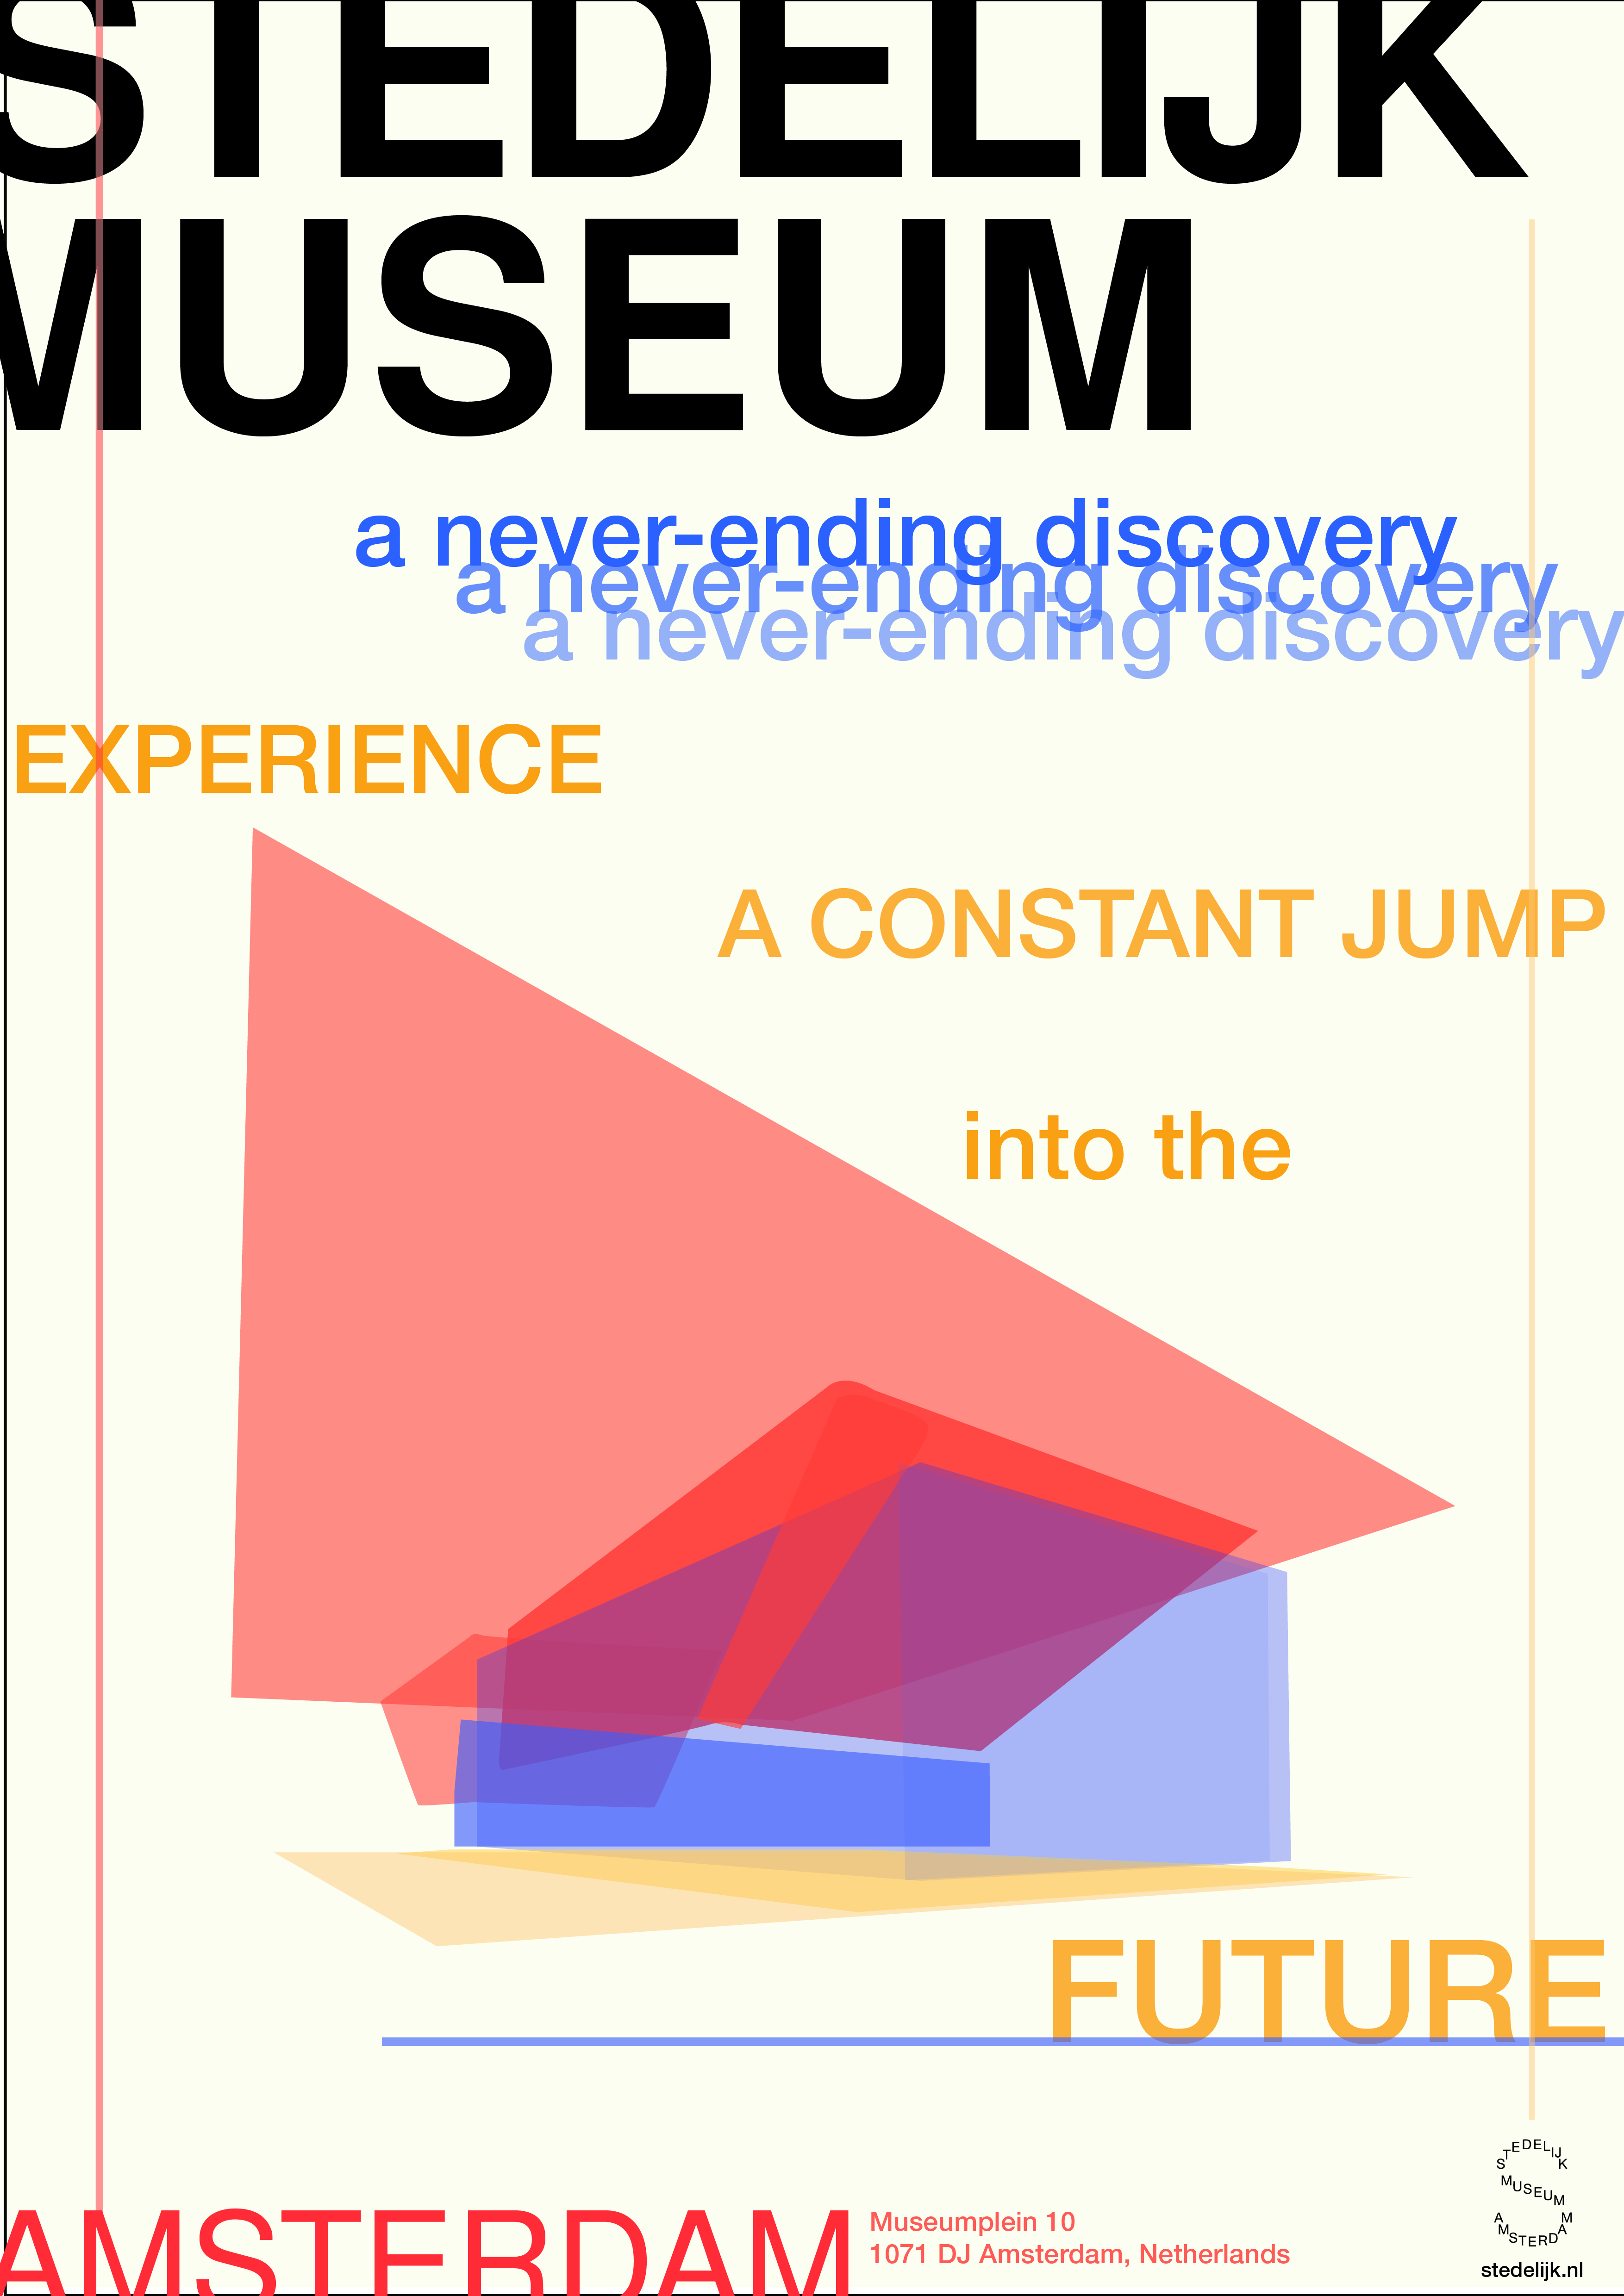 STEDELIJK
MUSEUM
a never-ending discovery
a never-ending discovery
a never-ending discovery
EXPERIENCE
A CONSTANT JUMP
into the
FUTURE
AMSTERDAM
Museumplein 10
1071 DJ Amsterdam, Netherlands
STEDELIJK
MUSEUM
AMSTERDAM
stedelijk.nl